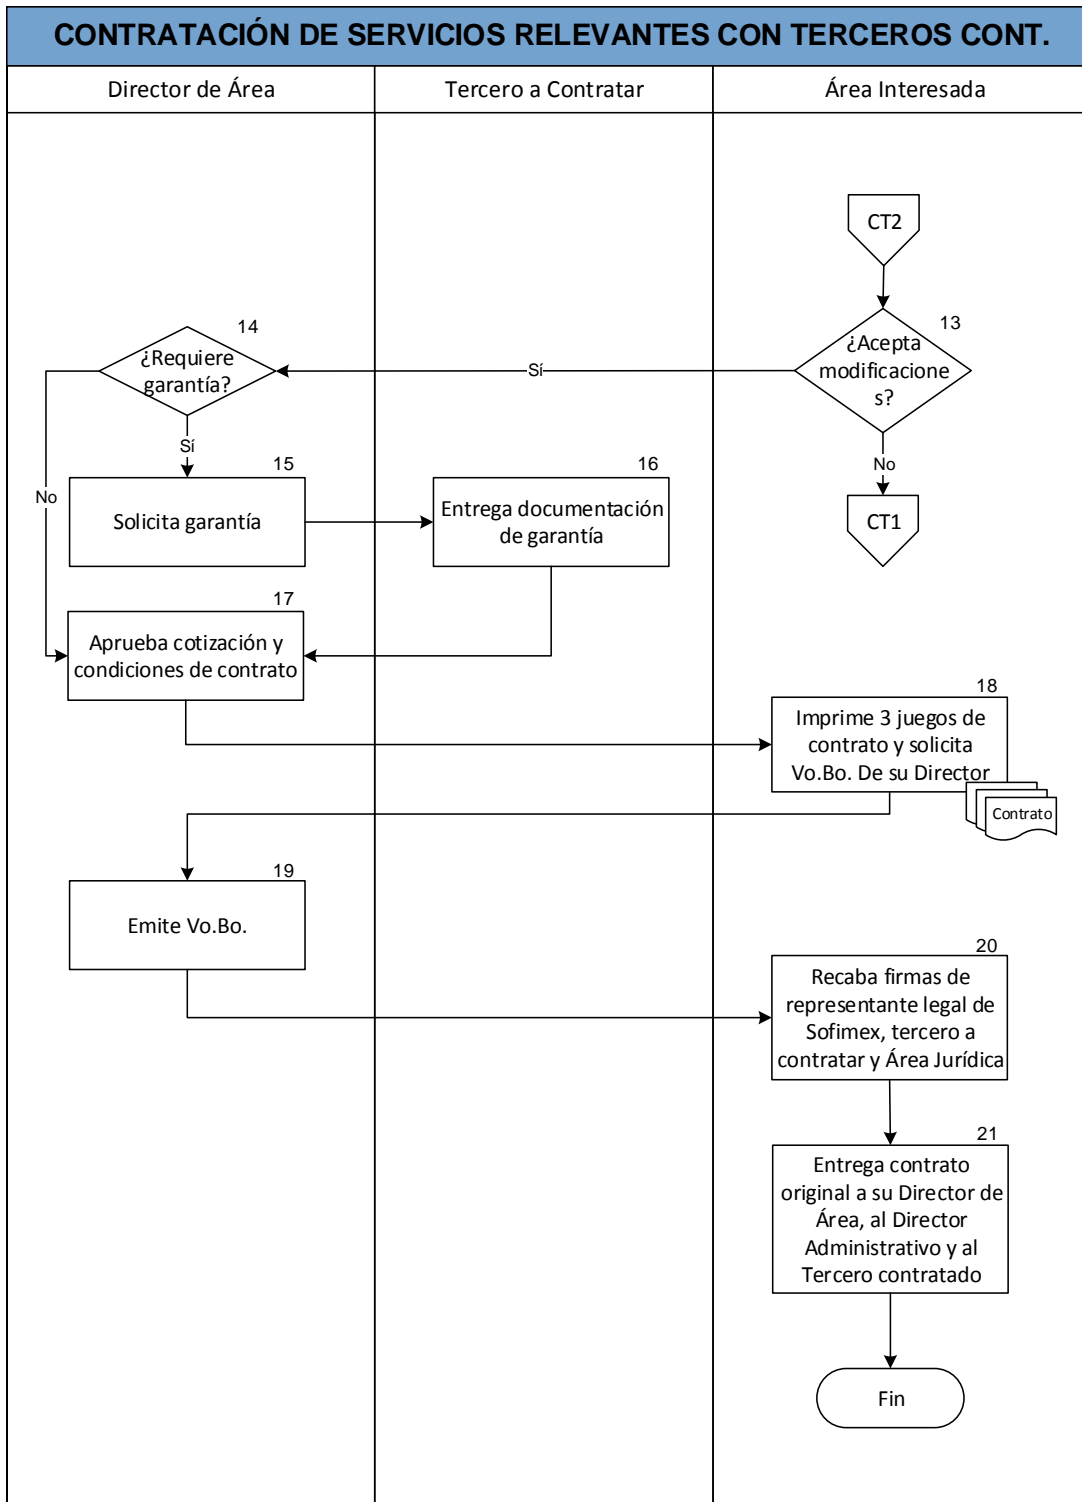 CONTRATACIÓN DE SERVICIOS RELEVANTES CON TERCEROS CONT.
Director de Área
Tercero a Contratar
Área Interesada
CT2
13
¿Acepta
modificacione
s?
Sí
No
CT1
14
¿Requiere
garantía?
Sí
No
15
Solicita garantía
16
Entrega documentación
de garantía
17
Aprueba cotización y
condiciones de contrato
18
Imprime 3 juegos de
contrato y solicita
Vo.Bo. De su Director
Contrato
19
Emite Vo.Bo.
20
Recaba firmas de
representante legal de
Sofimex, tercero a
contratar y Área Jurídica
21
Entrega contrato
original a su Director de
Área, al Director
Administrativo y al
Tercero contratado
Fin